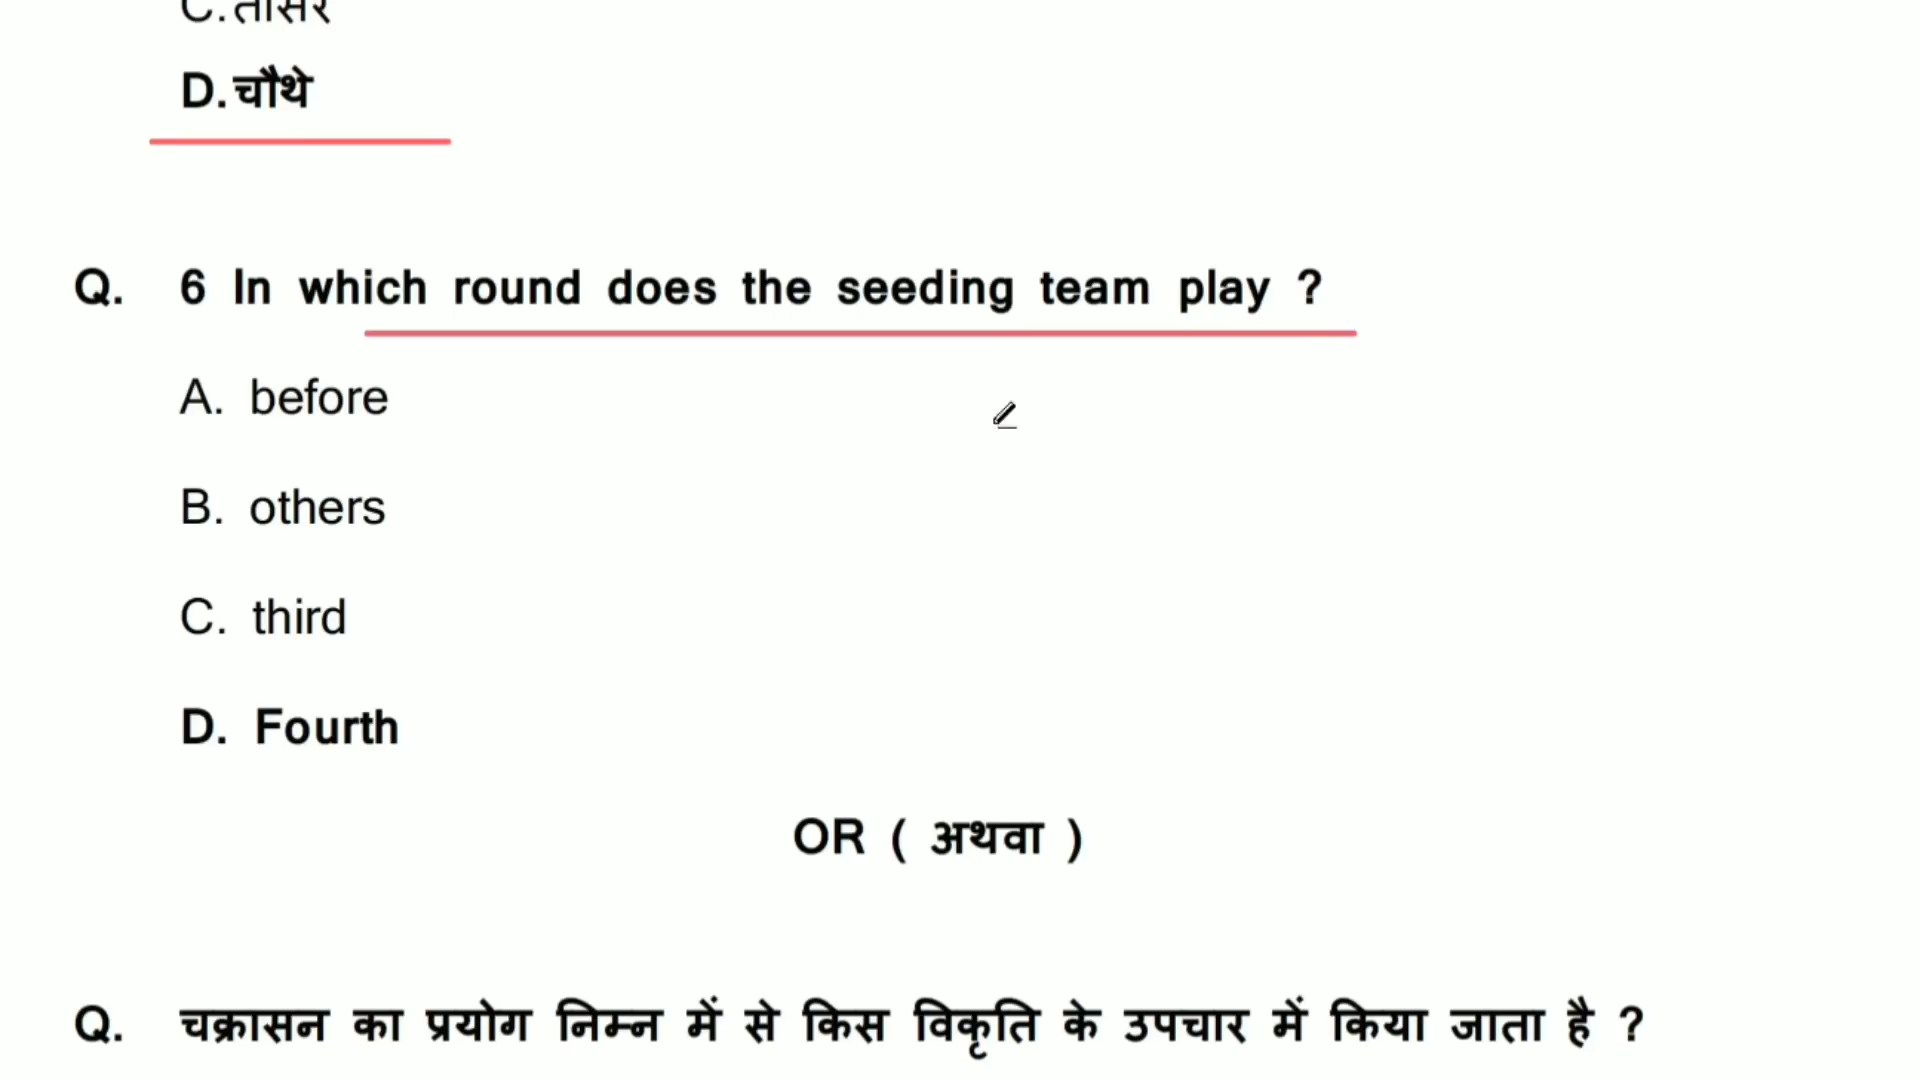 C.तीसरे
D.चौथे
Q. 6 In which round does the seeding team play ?
A. before
B. others
C. third
D. Fourth
OR ( अथवा )
Q. चक्रासन का प्रयोग निम्न में से किस विकृति के उपचार में किया जाता है ?